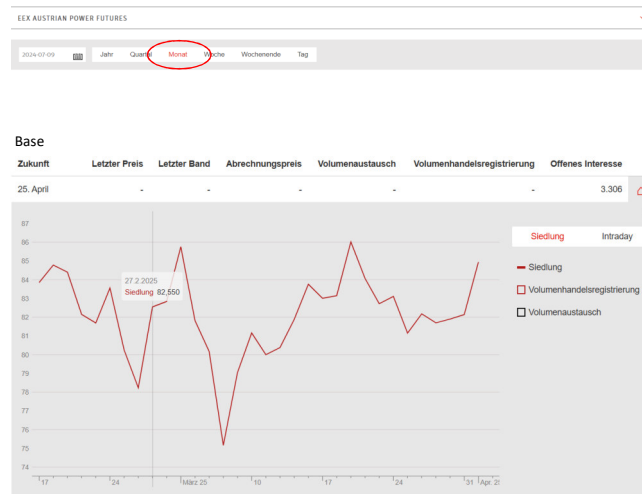 EEX AUSTRIAN POWER FUTURES
2024-07-09 Jahr Quartal Monat Woche Wochenende Tag
Base
Zukunft Letzter Preis Letzter Band Abrechnungspreis Volumenaustausch Volumenhandelsregistrierung Offenes Interesse
25. April - - - - - 3.306
87
86
85
84
83
82
81
80
79
78
77
76
75
74
27.2.2025
Siedlung 82,550
17 24 März 25 10 17 24 31 Apr. 2
Siedlung Intraday
Siedlung
Volumenhandelsregistrierung
Volumenaustausch